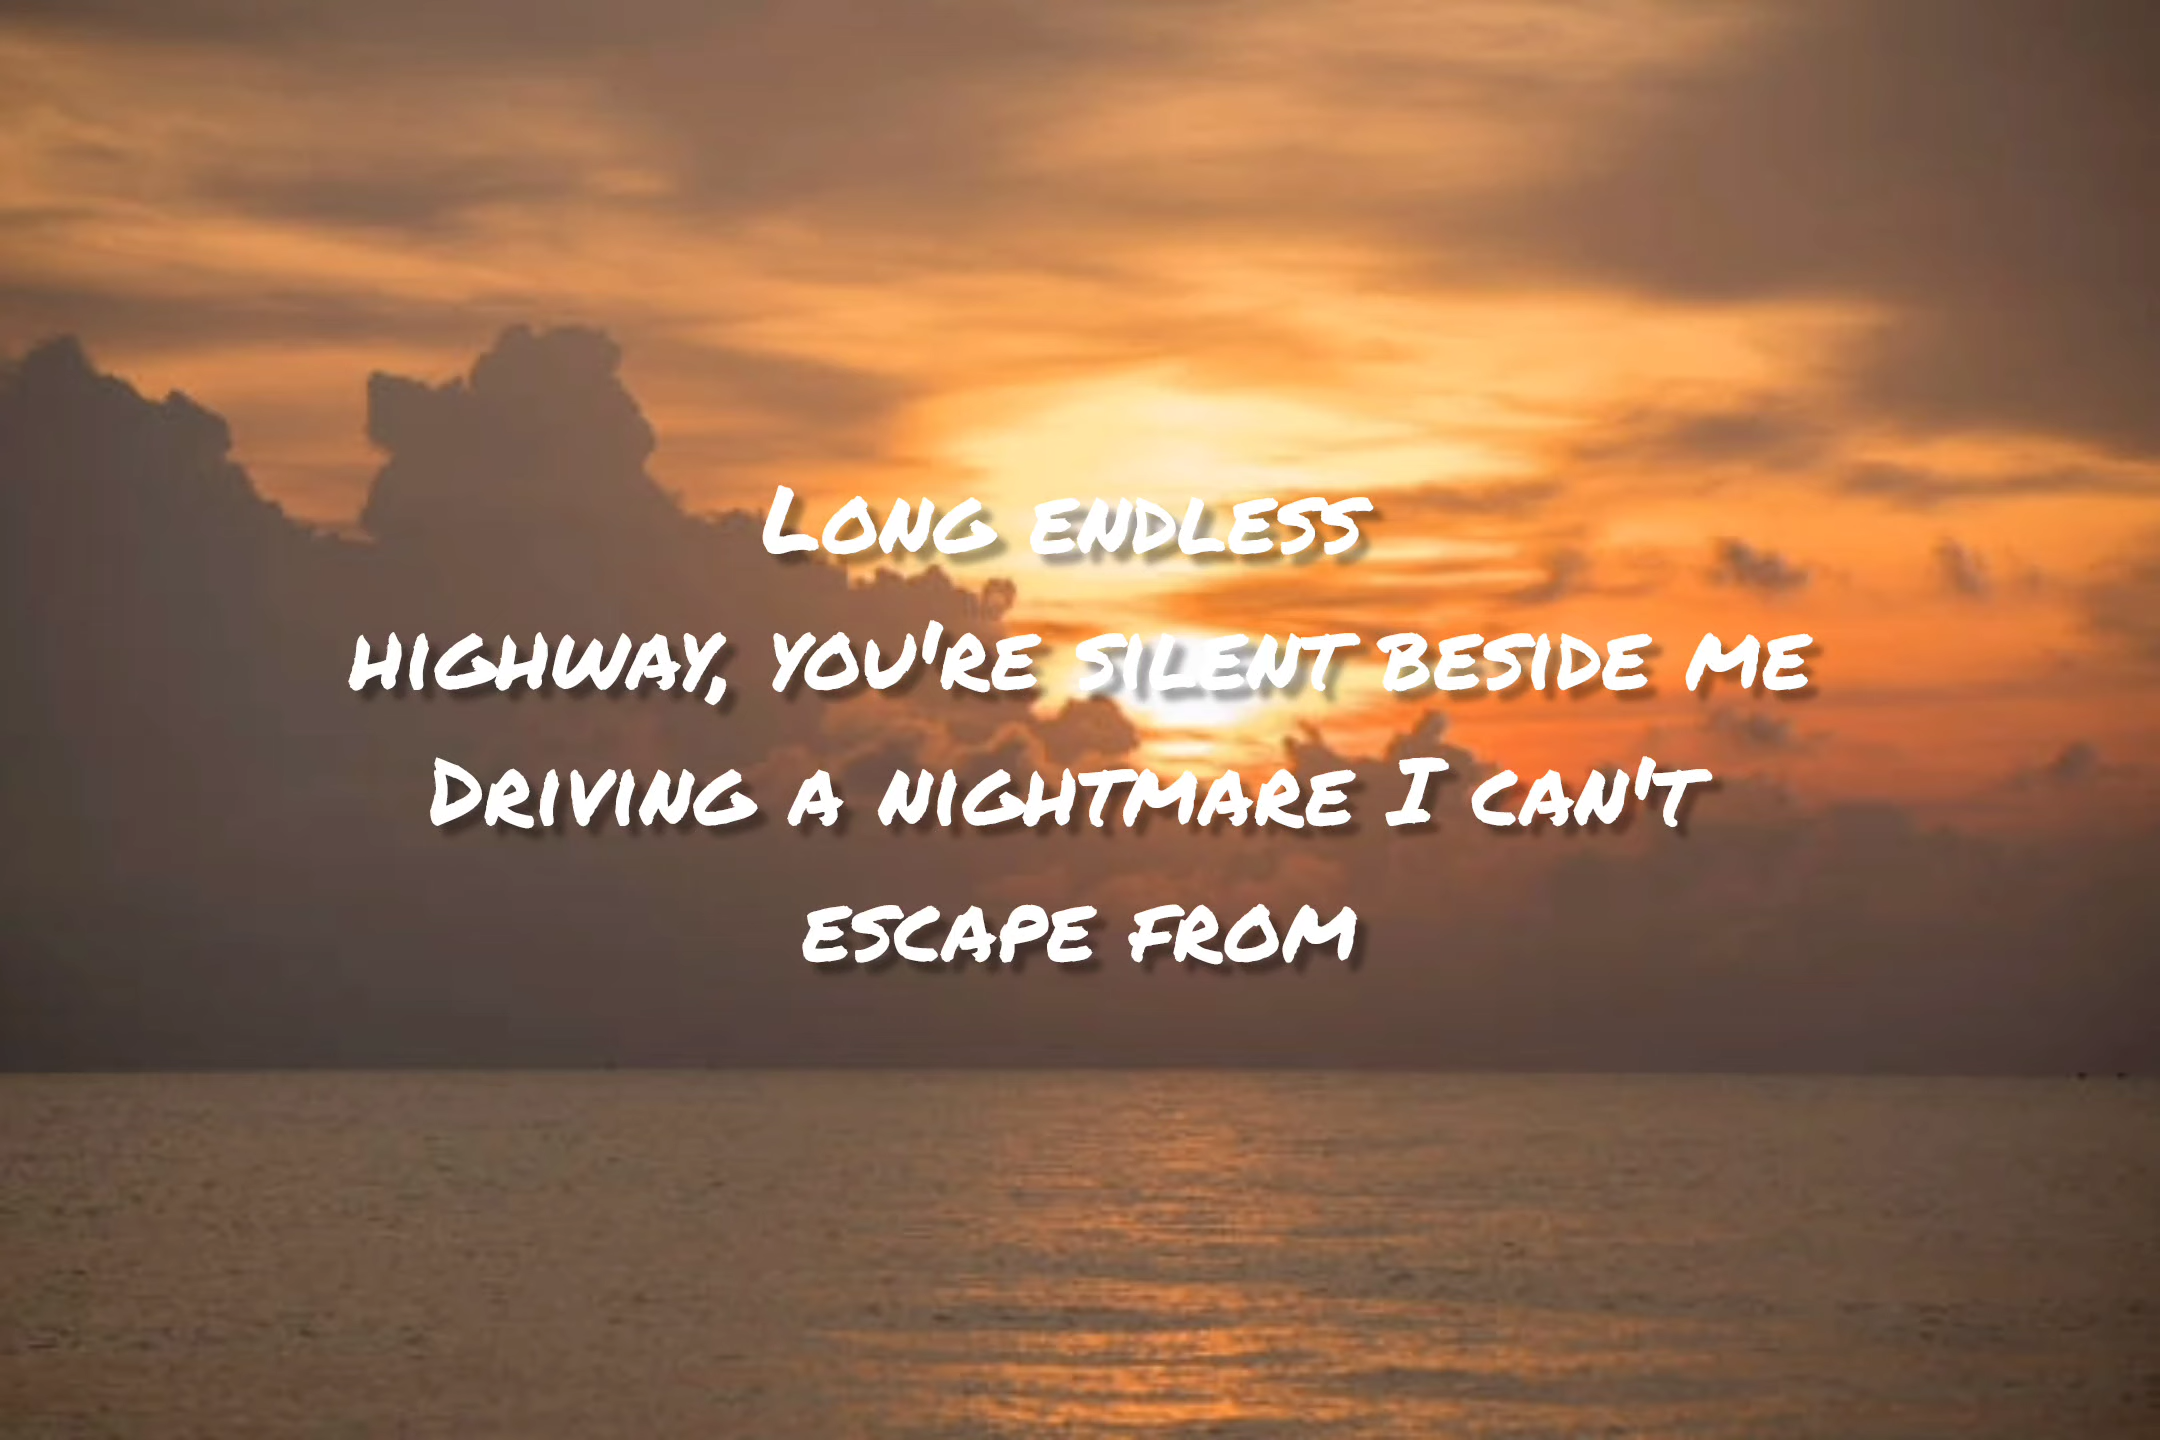 Long endless
highway, you're silent beside me
Driving a nightmare I can't
escape from